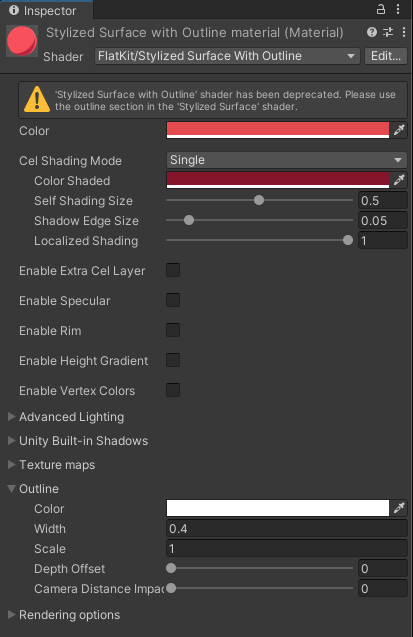 Inspector
Stylized Surface with Outline material (Material)
Shader FlatKit/Stylized Surface With Outline Edit...
'Stylized Surface with Outline' shader has been deprecated. Please use
the outline section in the 'Stylized Surface' shader.
Color
Cel Shading Mode Single
Color Shaded
Self Shading Size 0.5
Shadow Edge Size 0.05
Localized Shading 1
Enable Extra Cel Layer
Enable Specular
Enable Rim
Enable Height Gradient
Enable Vertex Colors
Advanced Lighting
Unity Built-in Shadows
Texture maps
Outline
Color
Width 0.4
Scale 1
Depth Offset 0
Camera Distance Impac 0
Rendering options